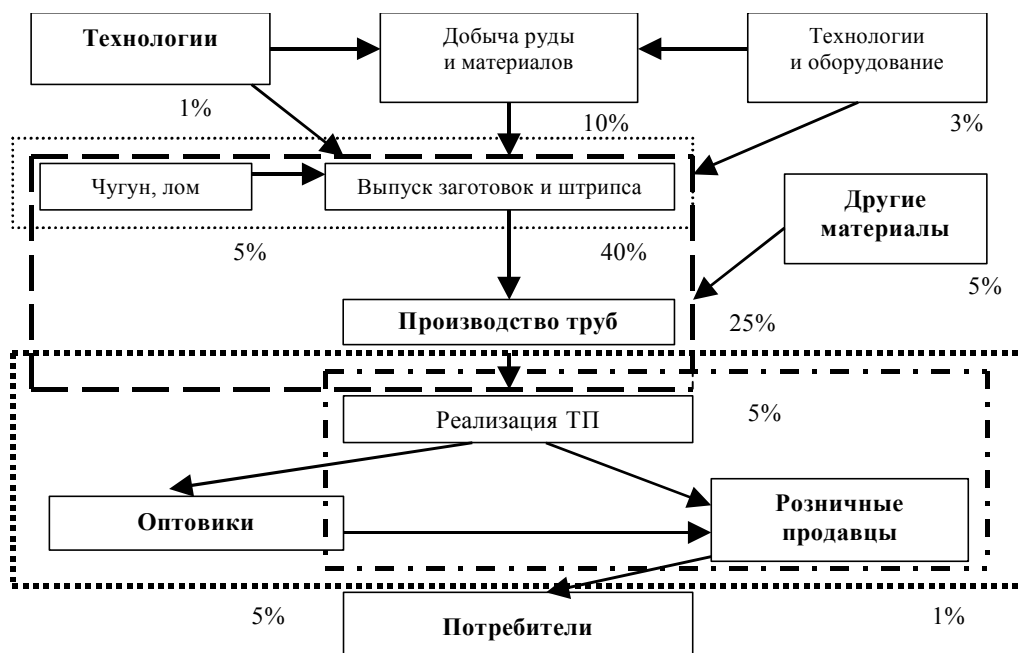 Технологии
Добыча руды
и материалов
Технологии
и оборудование
1%
10%
3%
Чугун, лом
Выпуск заготовок и штрипса
Другие
материалы
5%
40%
5%
Производство труб
25%
Реализация ТП
5%
Оптовики
Розничные
продавцы
5%
Потребители
1%